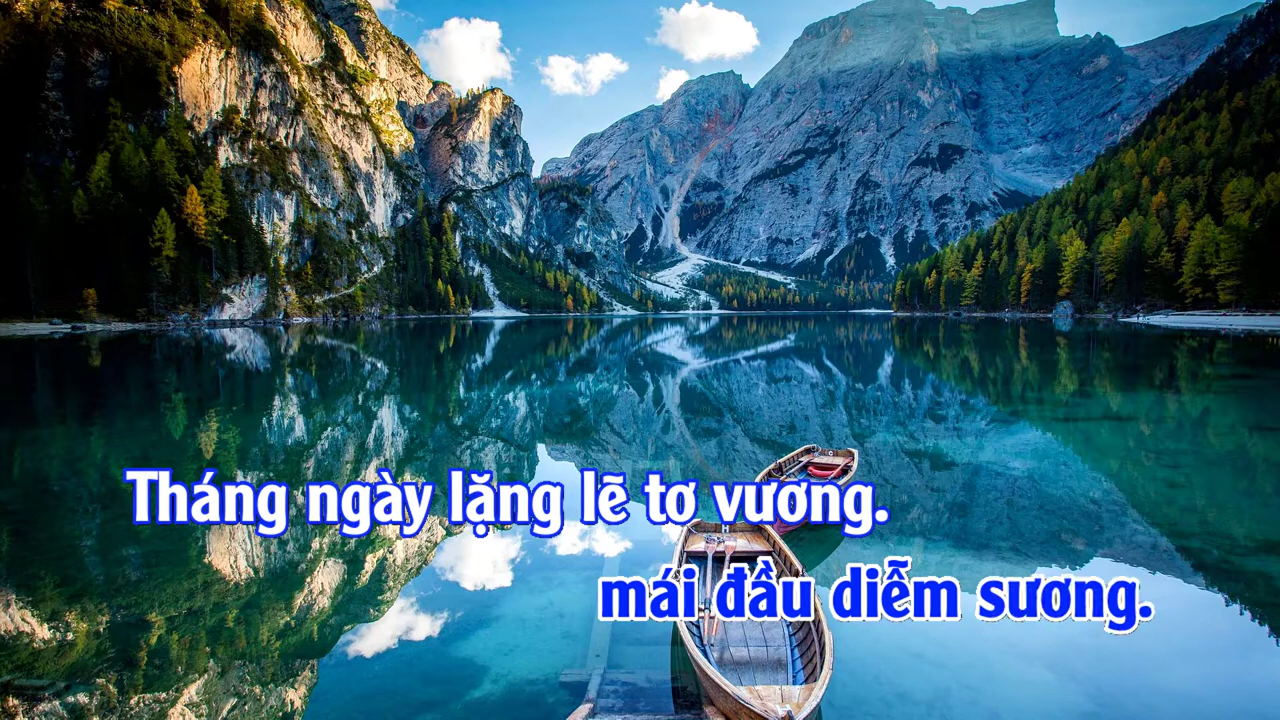 Tháng ngày lặng lẽ tơ vương.
mái đầu diễm sương.